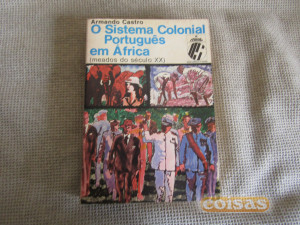 Armando Castro
O Sistema Colonial
Português
em África
(meados do século XX)
coisas